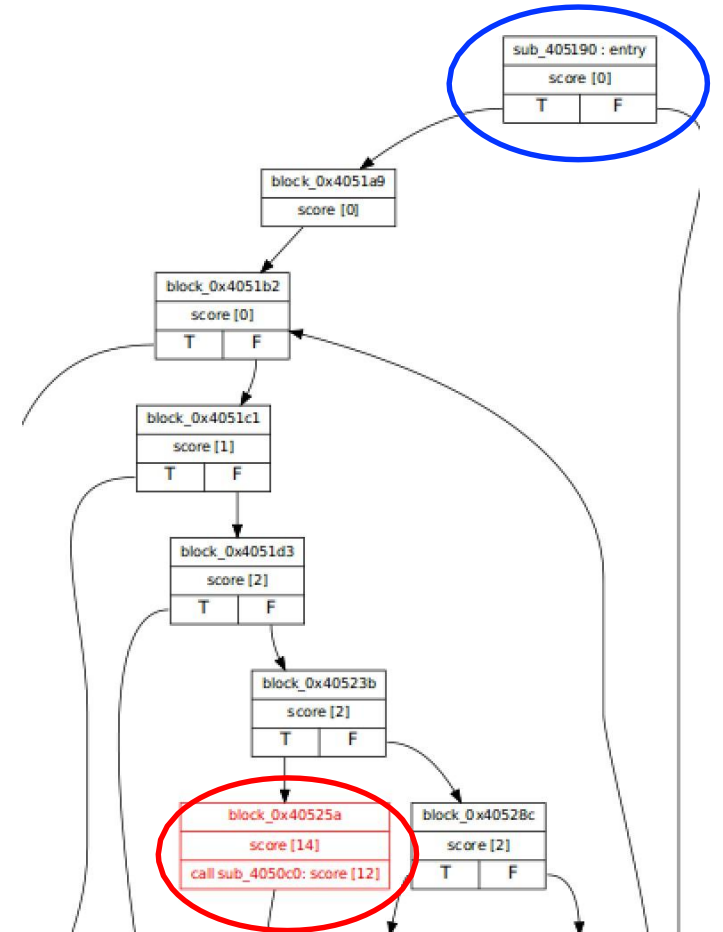 sub_405190 : entry
score [0]
T F
block_0x4051a9
score [0]
block_0x4051b2
score [0]
T F
block_0x4051c1
score [1]
T F
block_0x4051d3
score [2]
T F
block_0x40523b
score [2]
T F
block_0x40525a
score [14]
call sub_4050c0: score [12]
block_0x40528c
score [2]
T F